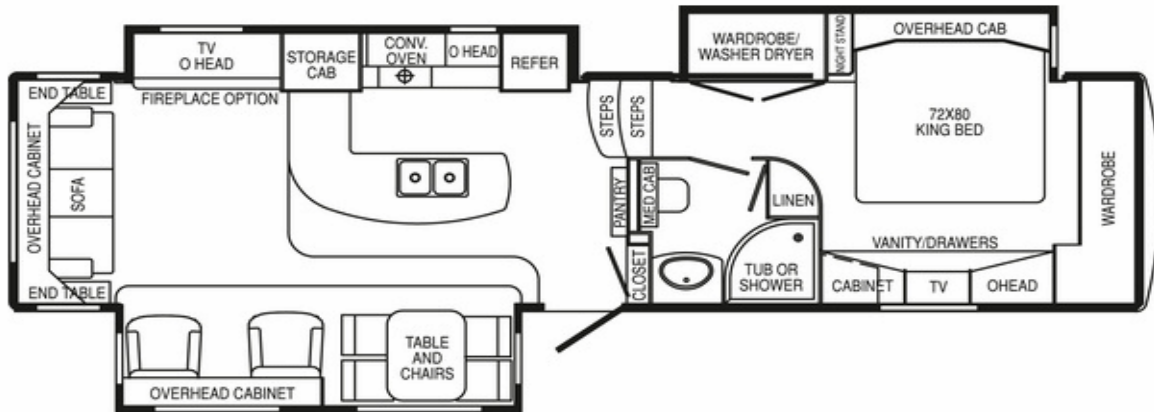 TV
O HEAD
STORAGE
CAB
CONV.
OVEN
O HEAD
REFER
WARDROBE/
WASHER DRYER
NIGHT STAND
OVERHEAD CAB
END TABLE
FIREPLACE OPTION
OVERHEAD CABINET
SOFA
END TABLE
STEPS
STEPS
72X80
KING BED
WARDROBE
PANTRY
MED CAB
LINEN
CLOSET
TUB OR
SHOWER
VANITY/DRAWERS
CABINET
TV
OHEAD
TABLE
AND
CHAIRS
OVERHEAD CABINET